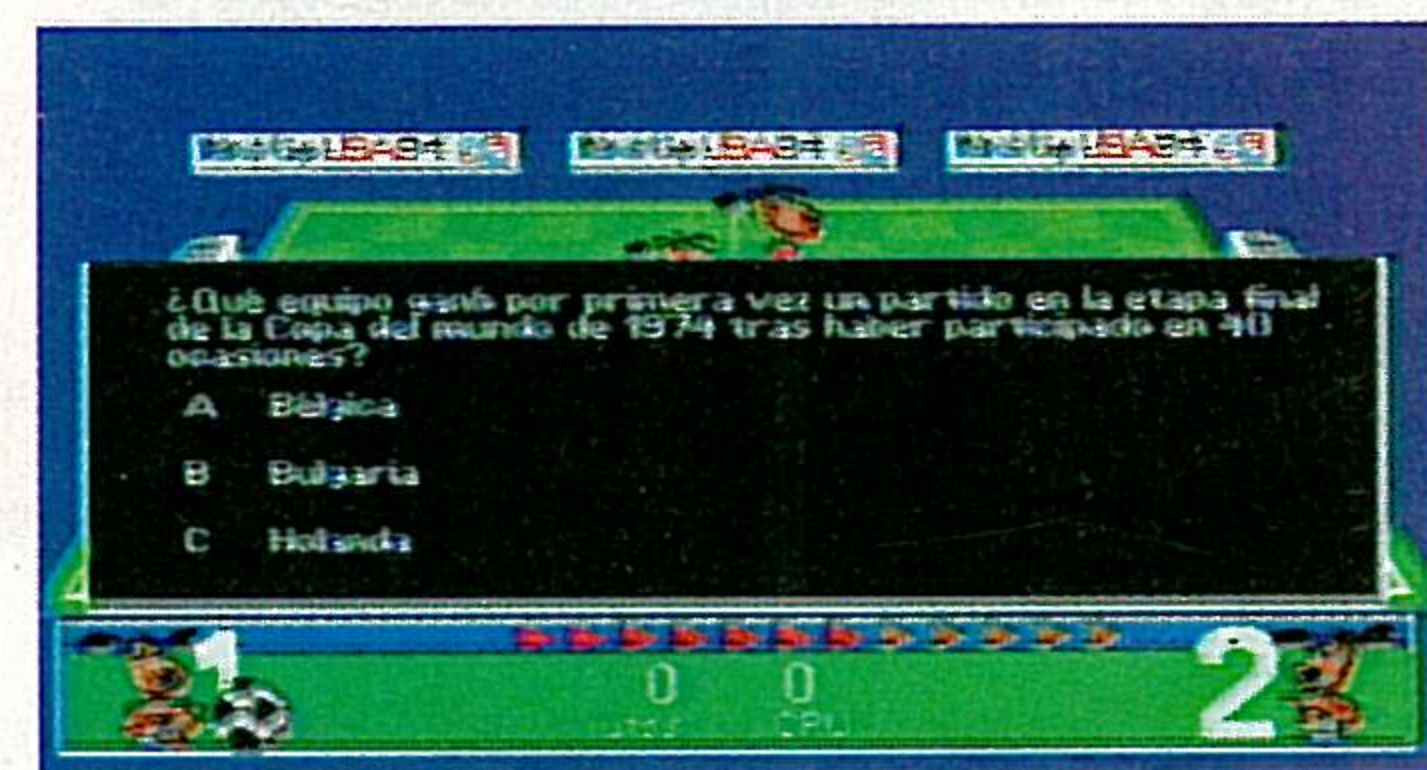 ¿Qué equipo ganó por primera vez un partido en la etapa final
de la Copa del mundo de 1974 tras haber participado en 40
ocasiones?
A Bélgica
B Bulgaria
C Holanda
1
0 0
CPU
2